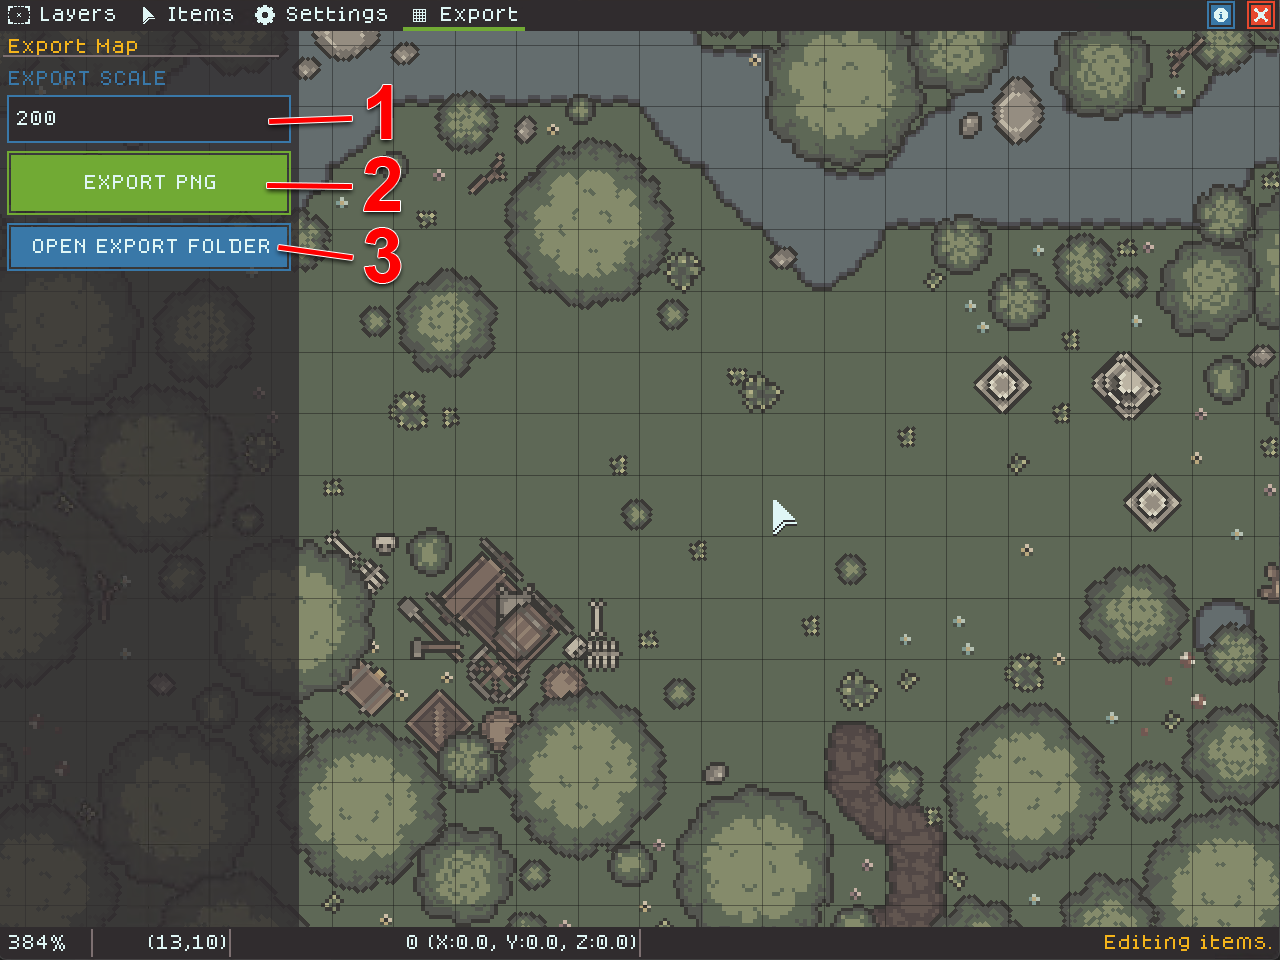 Layers Items Settings Export
Export Map
EXPORT SCALE
200
1
EXPORT PNG
2
OPEN EXPORT FOLDER
3
384% (13,10) 0 (X:0.0, Y:0.0, Z:0.0) Editing items.